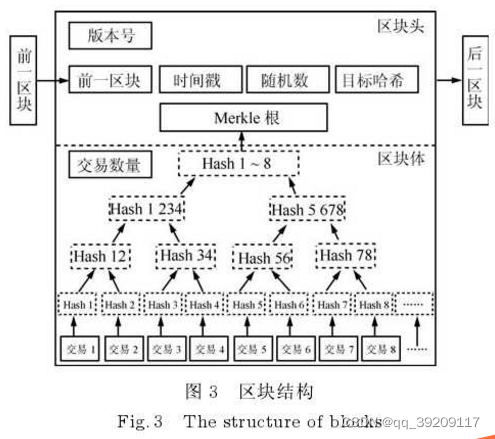 区块头
版本号
前一区块
前一区块 时间戳 随机数 目标哈希
后一区块
Merkle 根
交易数量
区块体
Hash 1 ~ 8
Hash 1 234 Hash 5 678
Hash 12 Hash 34 Hash 56 Hash 78
Hash 1 Hash 2 Hash 3 Hash 4 Hash 5 Hash 6 Hash 7 Hash 8 ……
交易 1 交易 2 交易 3 交易 4 交易 5 交易 6 交易 7 交易 8 ……
图 3 区块结构
Fig. 3 The structure of blocks
@qq_39209117